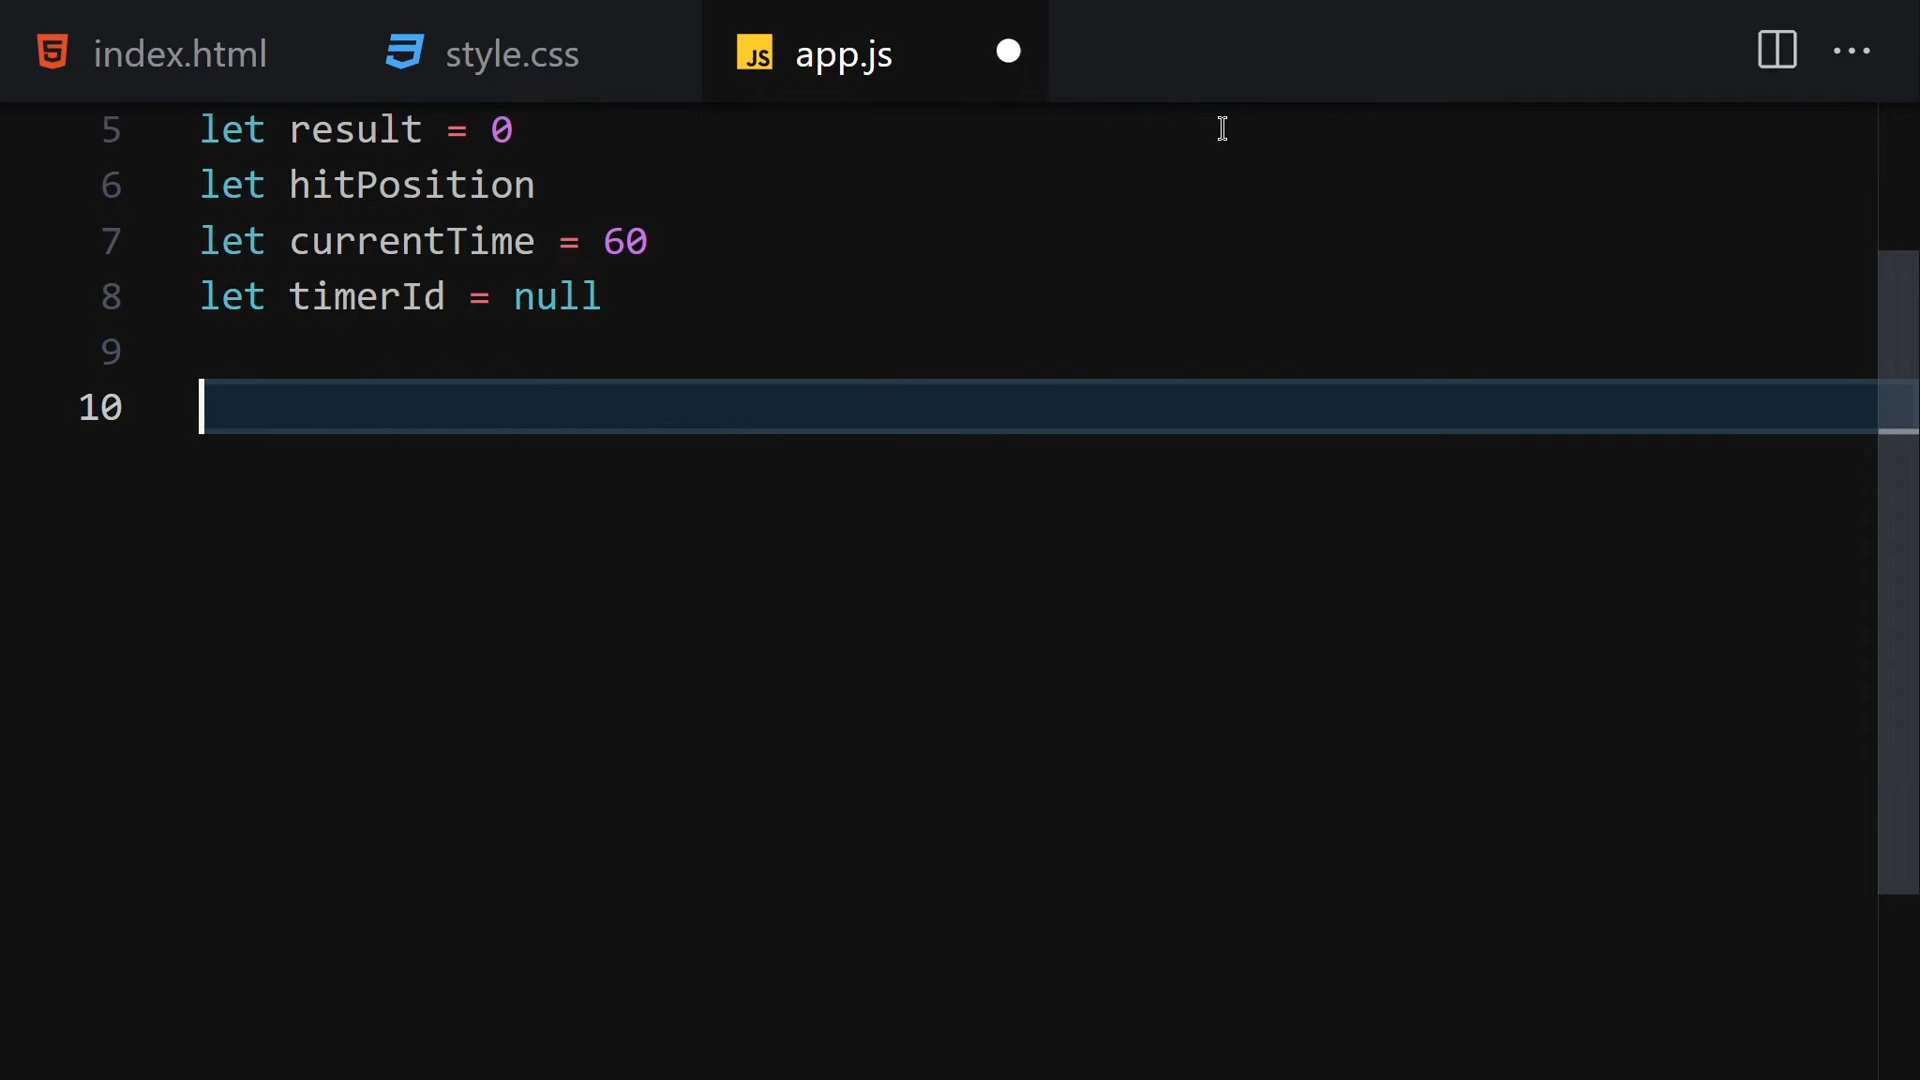 index.html style.css JS app.js
5 let result = 0
6 let hitPosition
7 let currentTime = 60
8 let timerId = null
9
10